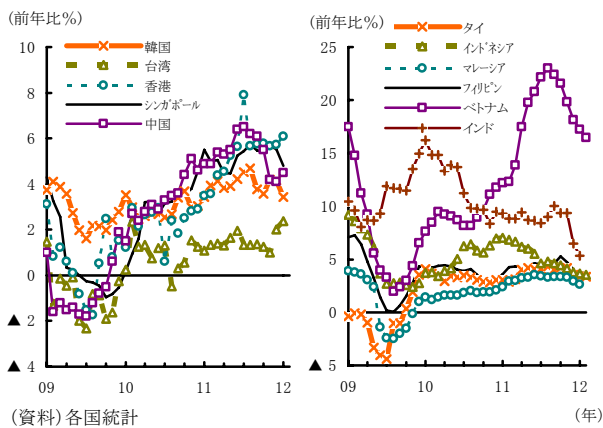 (前年比％)
韓国
台湾
香港
ｼﾝｶﾞﾎﾟｰﾙ
中国
10
8
6
4
2
0
▲
▲
4
09
10
11
12
(前年比％)
タイ
ｲﾝﾄﾞﾈｼｱ
ﾏﾚｰｼｱ
ﾌｨﾘﾋﾟﾝ
ベトナム
インド
25
20
15
10
5
0
▲ 5
09
10
11
12
(年)
(資料)各国統計